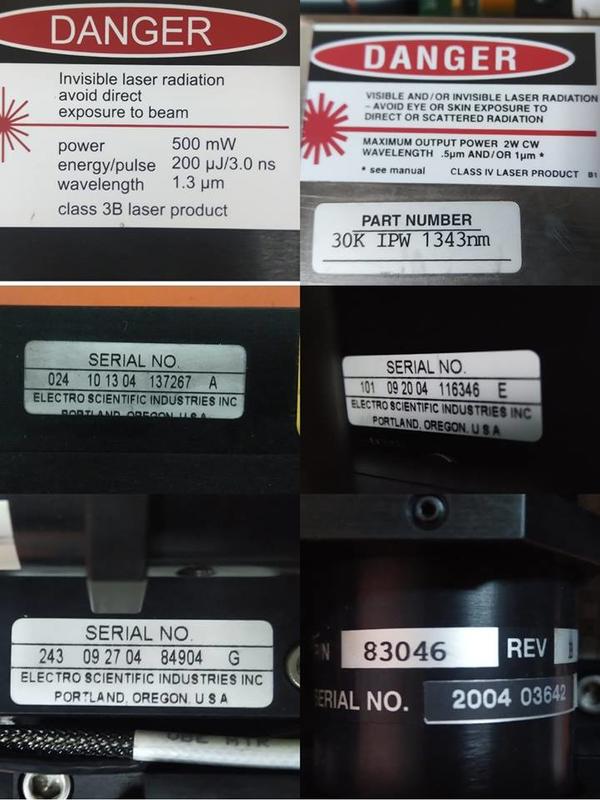 DANGER
Invisible laser radiation
avoid direct
exposure to beam
power 500 mW
energy/pulse 200 µJ/3.0 ns
wavelength 1.3 µm
class 3B laser product
DANGER
VISIBLE AND/OR INVISIBLE LASER RADIATION
– AVOID EYE OR SKIN EXPOSURE TO
DIRECT OR SCATTERED RADIATION
MAXIMUM OUTPUT POWER 2W CW
WAVELENGTH .5µm AND/OR 1µm *
* see manual CLASS IV LASER PRODUCT B1
PART NUMBER
30K IPW 1343nm
SERIAL NO.
024 10 13 04 137267 A
ELECTRO SCIENTIFIC INDUSTRIES INC
PORTLAND, OREGON. U S A
SERIAL NO.
101 09 20 04 116346 E
ELECTRO SCIENTIFIC INDUSTRIES INC
PORTLAND, OREGON. U S A
SERIAL NO.
243 09 27 04 84904 G
ELECTRO SCIENTIFIC INDUSTRIES INC
PORTLAND, OREGON. U S A
P/N 83046 REV
SERIAL NO. 2004 03642